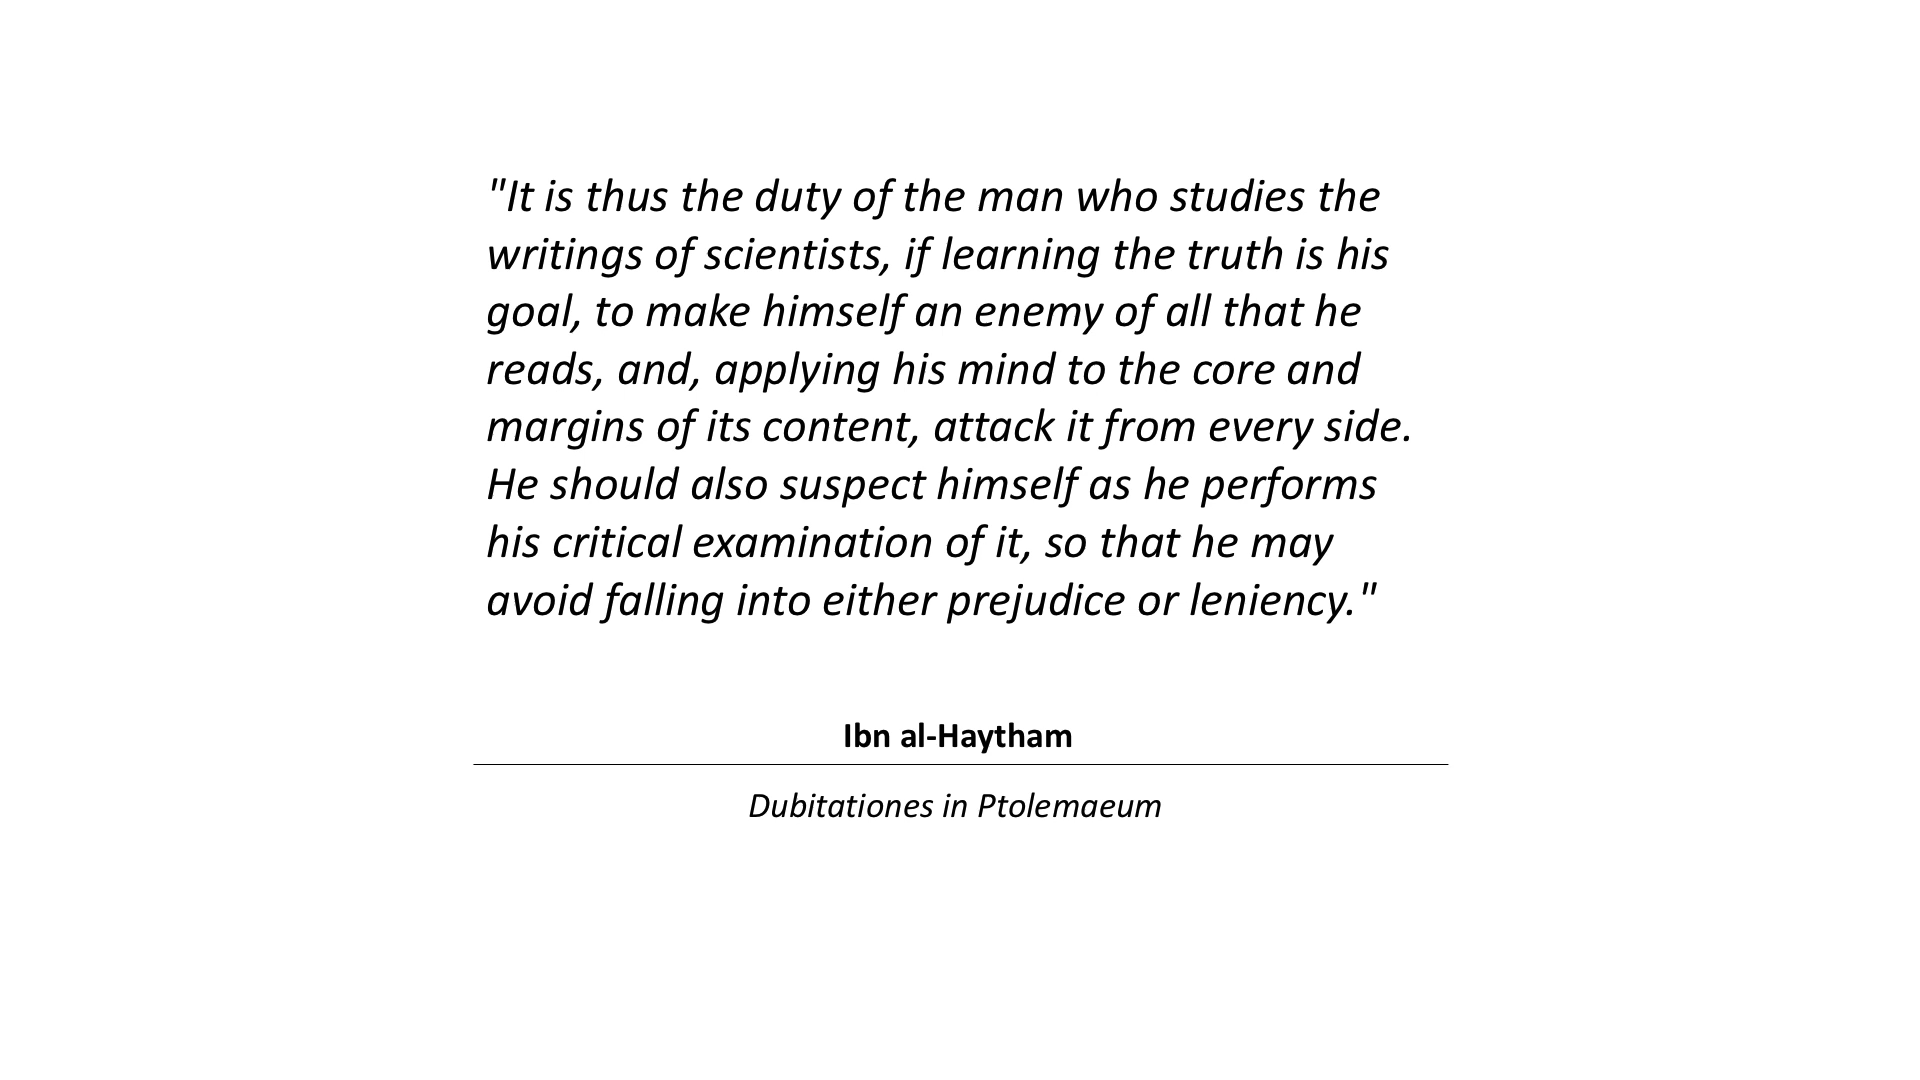 "It is thus the duty of the man who studies the
writings of scientists, if learning the truth is his
goal, to make himself an enemy of all that he
reads, and, applying his mind to the core and
margins of its content, attack it from every side.
He should also suspect himself as he performs
his critical examination of it, so that he may
avoid falling into either prejudice or leniency."
Ibn al-Haytham
Dubitationes in Ptolemaeum